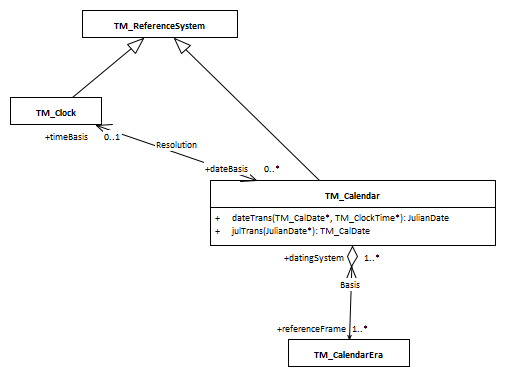 TM_ReferenceSystem
TM_Clock
+timeBasis 0..1
Resolution
+dateBasis 0..*
TM_Calendar
+ dateTrans(TM_CalDate*, TM_ClockTime*): JulianDate
+ julTrans(JulianDate*): TM_CalDate
+datingSystem 1..*
Basis
+referenceFrame 1..*
TM_CalendarEra